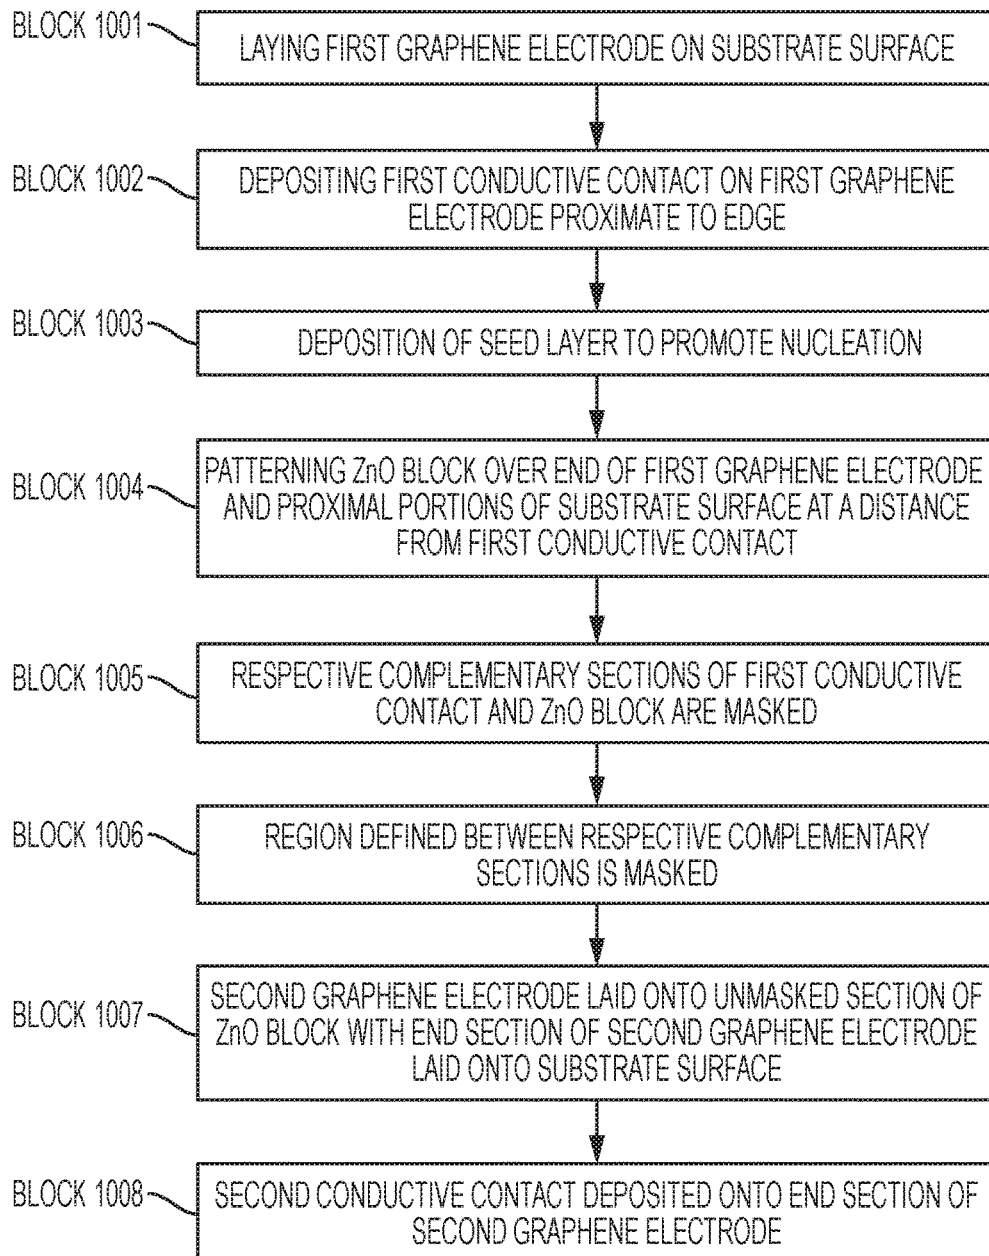 BLOCK 1001
LAYING FIRST GRAPHENE ELECTRODE ON SUBSTRATE SURFACE
BLOCK 1002
DEPOSITING FIRST CONDUCTIVE CONTACT ON FIRST GRAPHENE
ELECTRODE PROXIMATE TO EDGE
BLOCK 1003
DEPOSITION OF SEED LAYER TO PROMOTE NUCLEATION
BLOCK 1004
PATTERNING ZnO BLOCK OVER END OF FIRST GRAPHENE ELECTRODE
AND PROXIMAL PORTIONS OF SUBSTRATE SURFACE AT A DISTANCE
FROM FIRST CONDUCTIVE CONTACT
BLOCK 1005
RESPECTIVE COMPLEMENTARY SECTIONS OF FIRST CONDUCTIVE
CONTACT AND ZnO BLOCK ARE MASKED
BLOCK 1006
REGION DEFINED BETWEEN RESPECTIVE COMPLEMENTARY
SECTIONS IS MASKED
BLOCK 1007
SECOND GRAPHENE ELECTRODE LAID ONTO UNMASKED SECTION OF
ZnO BLOCK WITH END SECTION OF SECOND GRAPHENE ELECTRODE
LAID ONTO SUBSTRATE SURFACE
BLOCK 1008
SECOND CONDUCTIVE CONTACT DEPOSITED ONTO END SECTION OF
SECOND GRAPHENE ELECTRODE